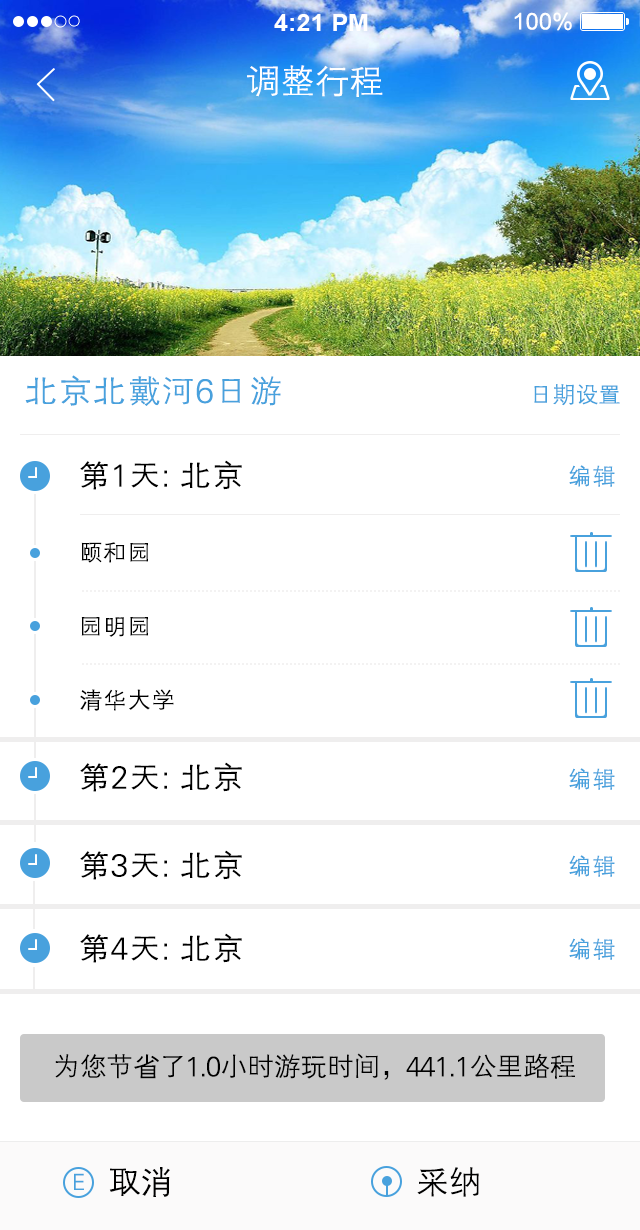 4:21 PM 100%
调整行程
北京北戴河6日游 日期设置
第1天: 北京 编辑
颐和园
园明园
清华大学
第2天: 北京 编辑
第3天: 北京 编辑
第4天: 北京 编辑
为您节省了1.0小时游玩时间，441.1公里路程
E 取消 采纳